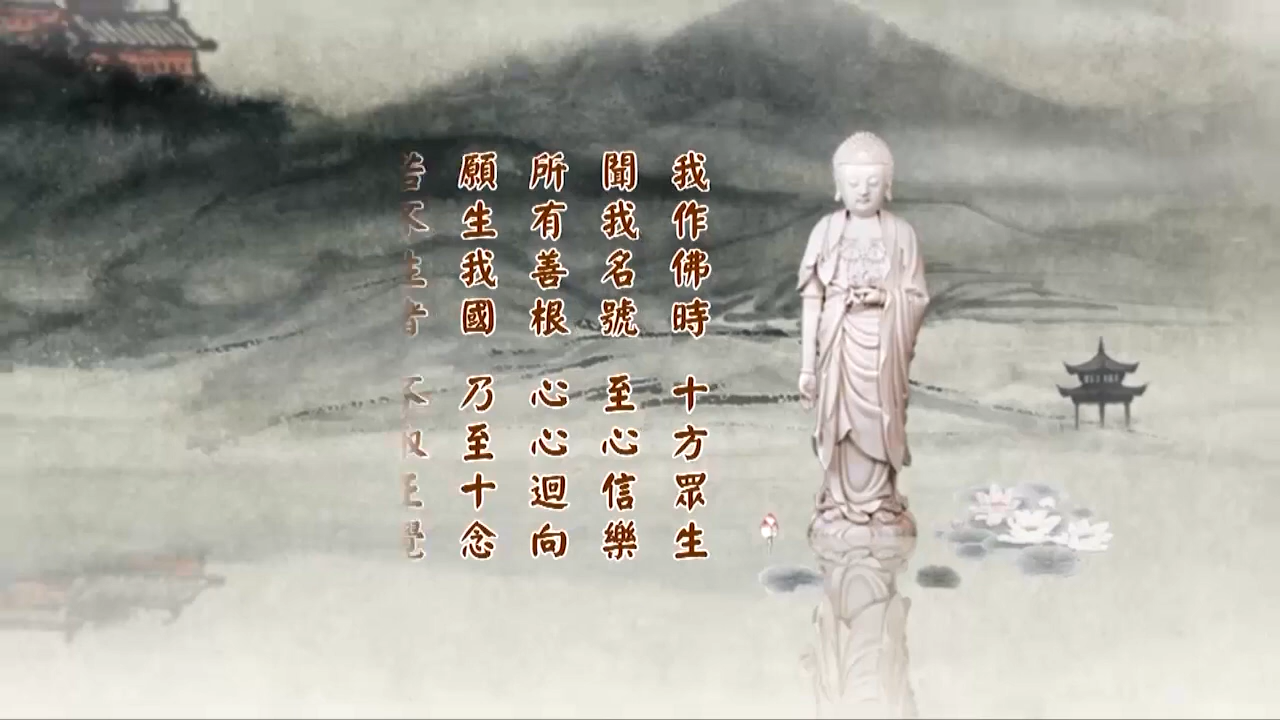 我作佛時 十方眾生
聞我名號 至心信樂
所有善根 心心迴向
願生我國 乃至十念
若不生者 不取正覺